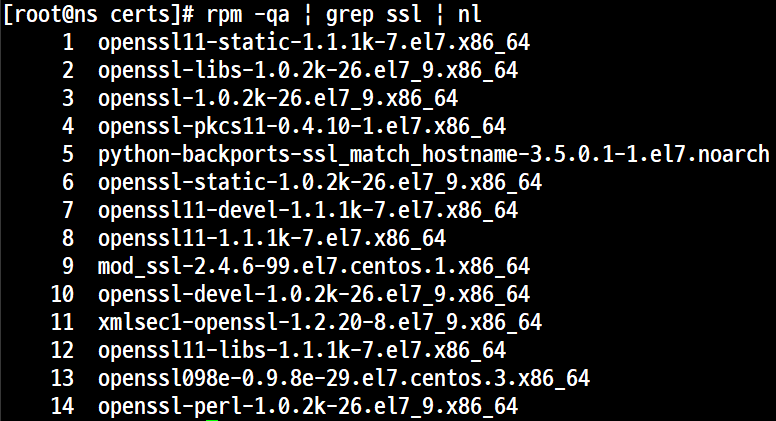 [root@ns certs]# rpm -qa | grep ssl | nl
1 openssl11-static-1.1.1k-7.el7.x86_64
2 openssl-libs-1.0.2k-26.el7_9.x86_64
3 openssl-1.0.2k-26.el7_9.x86_64
4 openssl-pkcs11-0.4.10-1.el7.x86_64
5 python-backports-ssl_match_hostname-3.5.0.1-1.el7.noarch
6 openssl-static-1.0.2k-26.el7_9.x86_64
7 openssl11-devel-1.1.1k-7.el7.x86_64
8 openssl11-1.1.1k-7.el7.x86_64
9 mod_ssl-2.4.6-99.el7.centos.1.x86_64
10 openssl-devel-1.0.2k-26.el7_9.x86_64
11 xmlsec1-openssl-1.2.20-8.el7_9.x86_64
12 openssl11-libs-1.1.1k-7.el7.x86_64
13 openssl098e-0.9.8e-29.el7.centos.3.x86_64
14 openssl-perl-1.0.2k-26.el7_9.x86_64